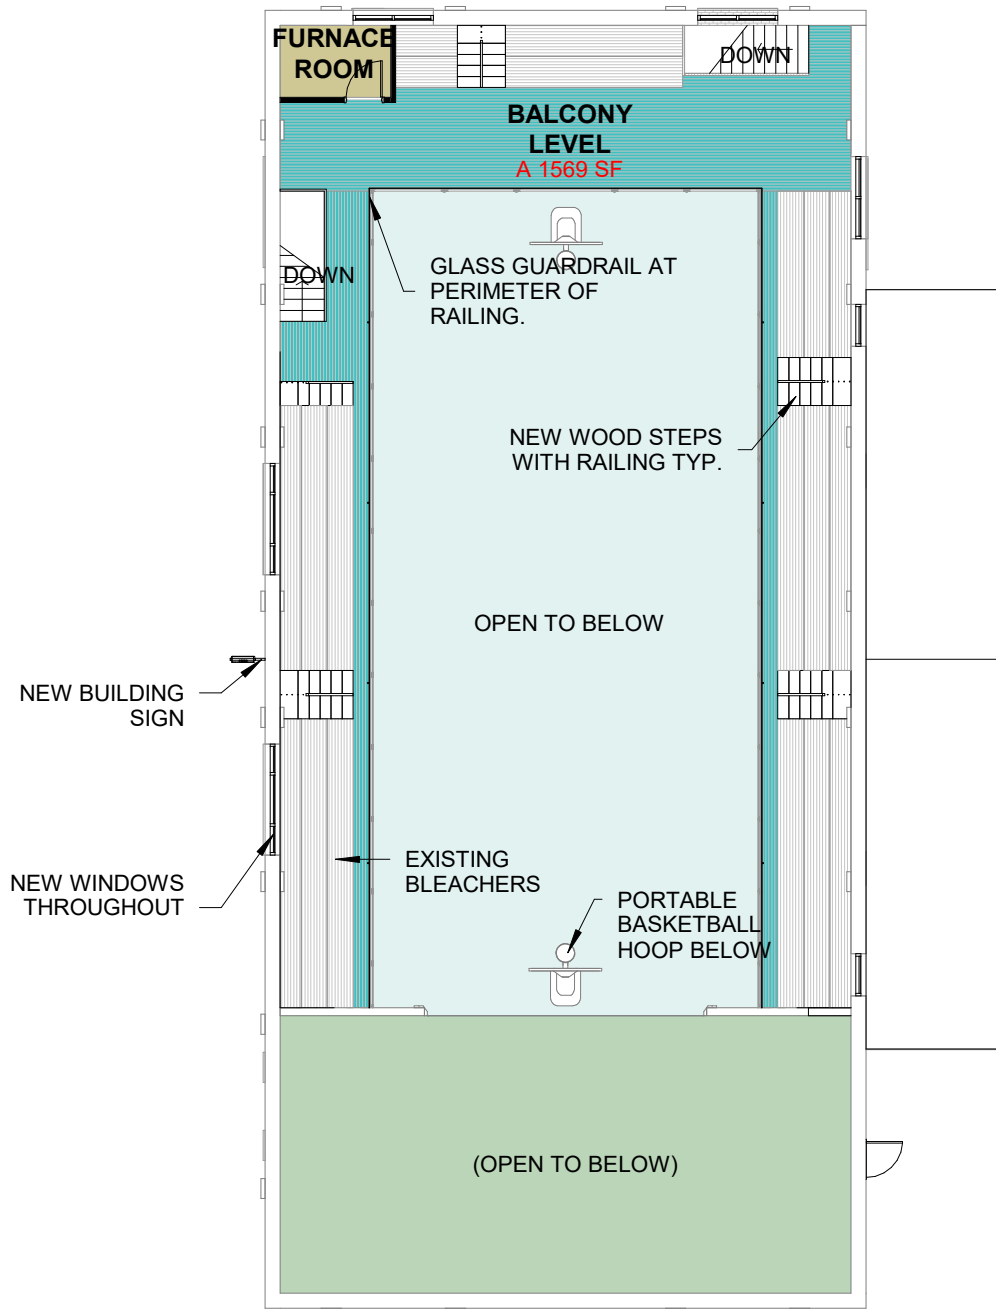 FURNACE
ROOM
DOWN
BALCONY
LEVEL
A 1569 SF
GLASS GUARDRAIL AT
PERIMETER OF
RAILING.
DOWN
NEW WOOD STEPS
WITH RAILING TYP.
OPEN TO BELOW
NEW BUILDING
SIGN
EXISTING
BLEACHERS
NEW WINDOWS
THROUGHOUT
PORTABLE
BASKETBALL
HOOP BELOW
(OPEN TO BELOW)